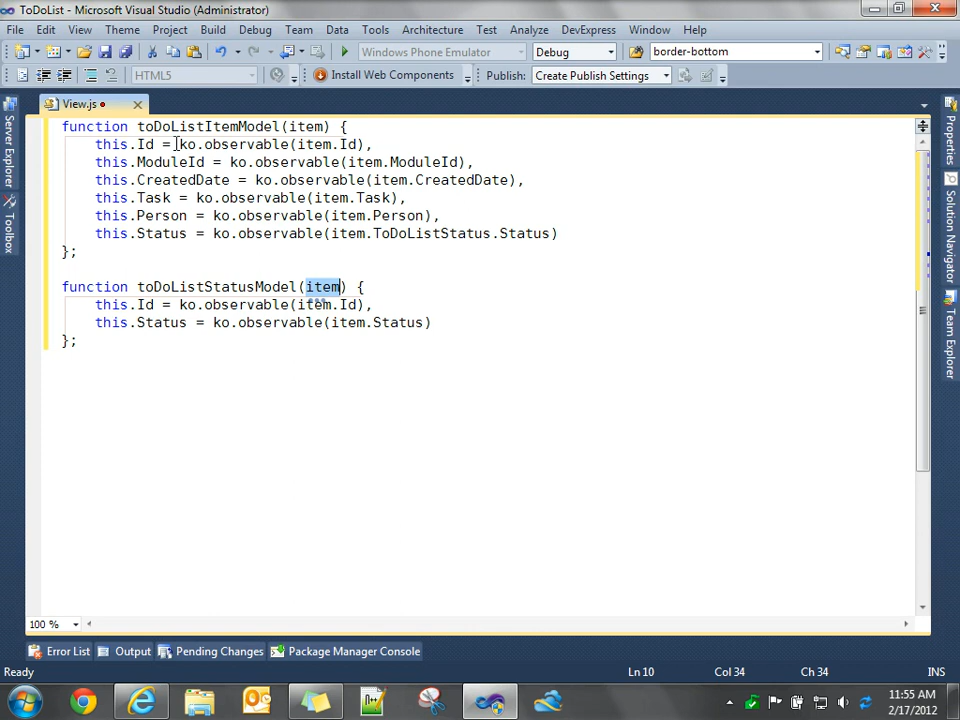 ToDoList - Microsoft Visual Studio (Administrator)
File Edit View Theme Project Build Debug Team Data Tools Architecture Test Analyze DevExpress Window Help
Windows Phone Emulator Debug border-bottom
HTML5 Install Web Components Publish: Create Publish Settings
View.js
function toDoListItemModel(item) {
this.Id = ko.observable(item.Id),
this.ModuleId = ko.observable(item.ModuleId),
this.CreatedDate = ko.observable(item.CreatedDate),
this.Task = ko.observable(item.Task),
this.Person = ko.observable(item.Person),
this.Status = ko.observable(item.ToDoListStatus.Status)
};
function toDoListStatusModel(item) {
this.Id = ko.observable(item.Id),
this.Status = ko.observable(item.Status)
};
Server Explorer
Toolbox
Properties
Solution Navigator
Team Explorer
100 %
Error List Output Pending Changes Package Manager Console
Ready Ln 10 Col 34 Ch 34 INS
11:55 AM
2/17/2012